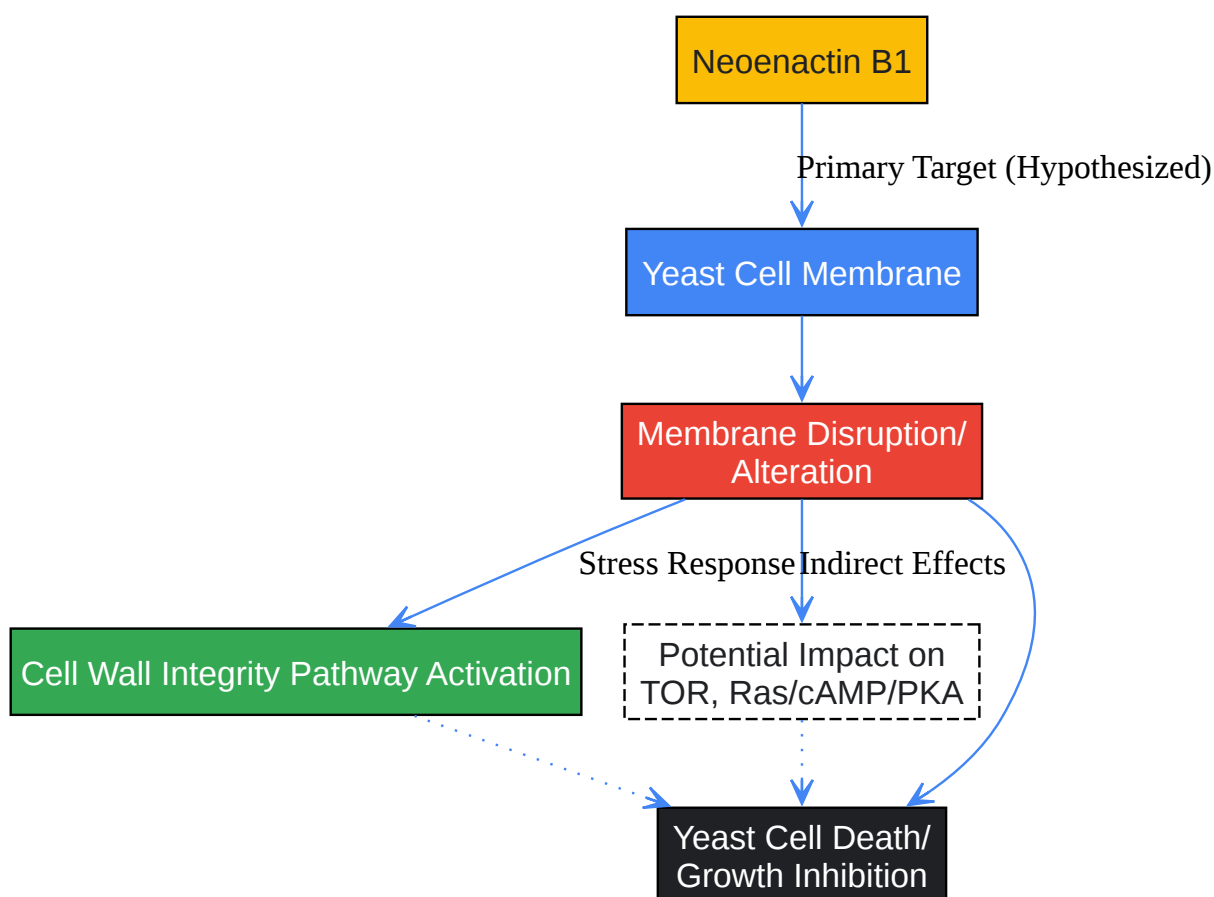 Neoenactin B1
Primary Target (Hypothesized)
Yeast Cell Membrane
Membrane Disruption/
Alteration
Stress Response
Indirect Effects
Cell Wall Integrity Pathway Activation
Potential Impact on
TOR, Ras/cAMP/PKA
Yeast Cell Death/
Growth Inhibition